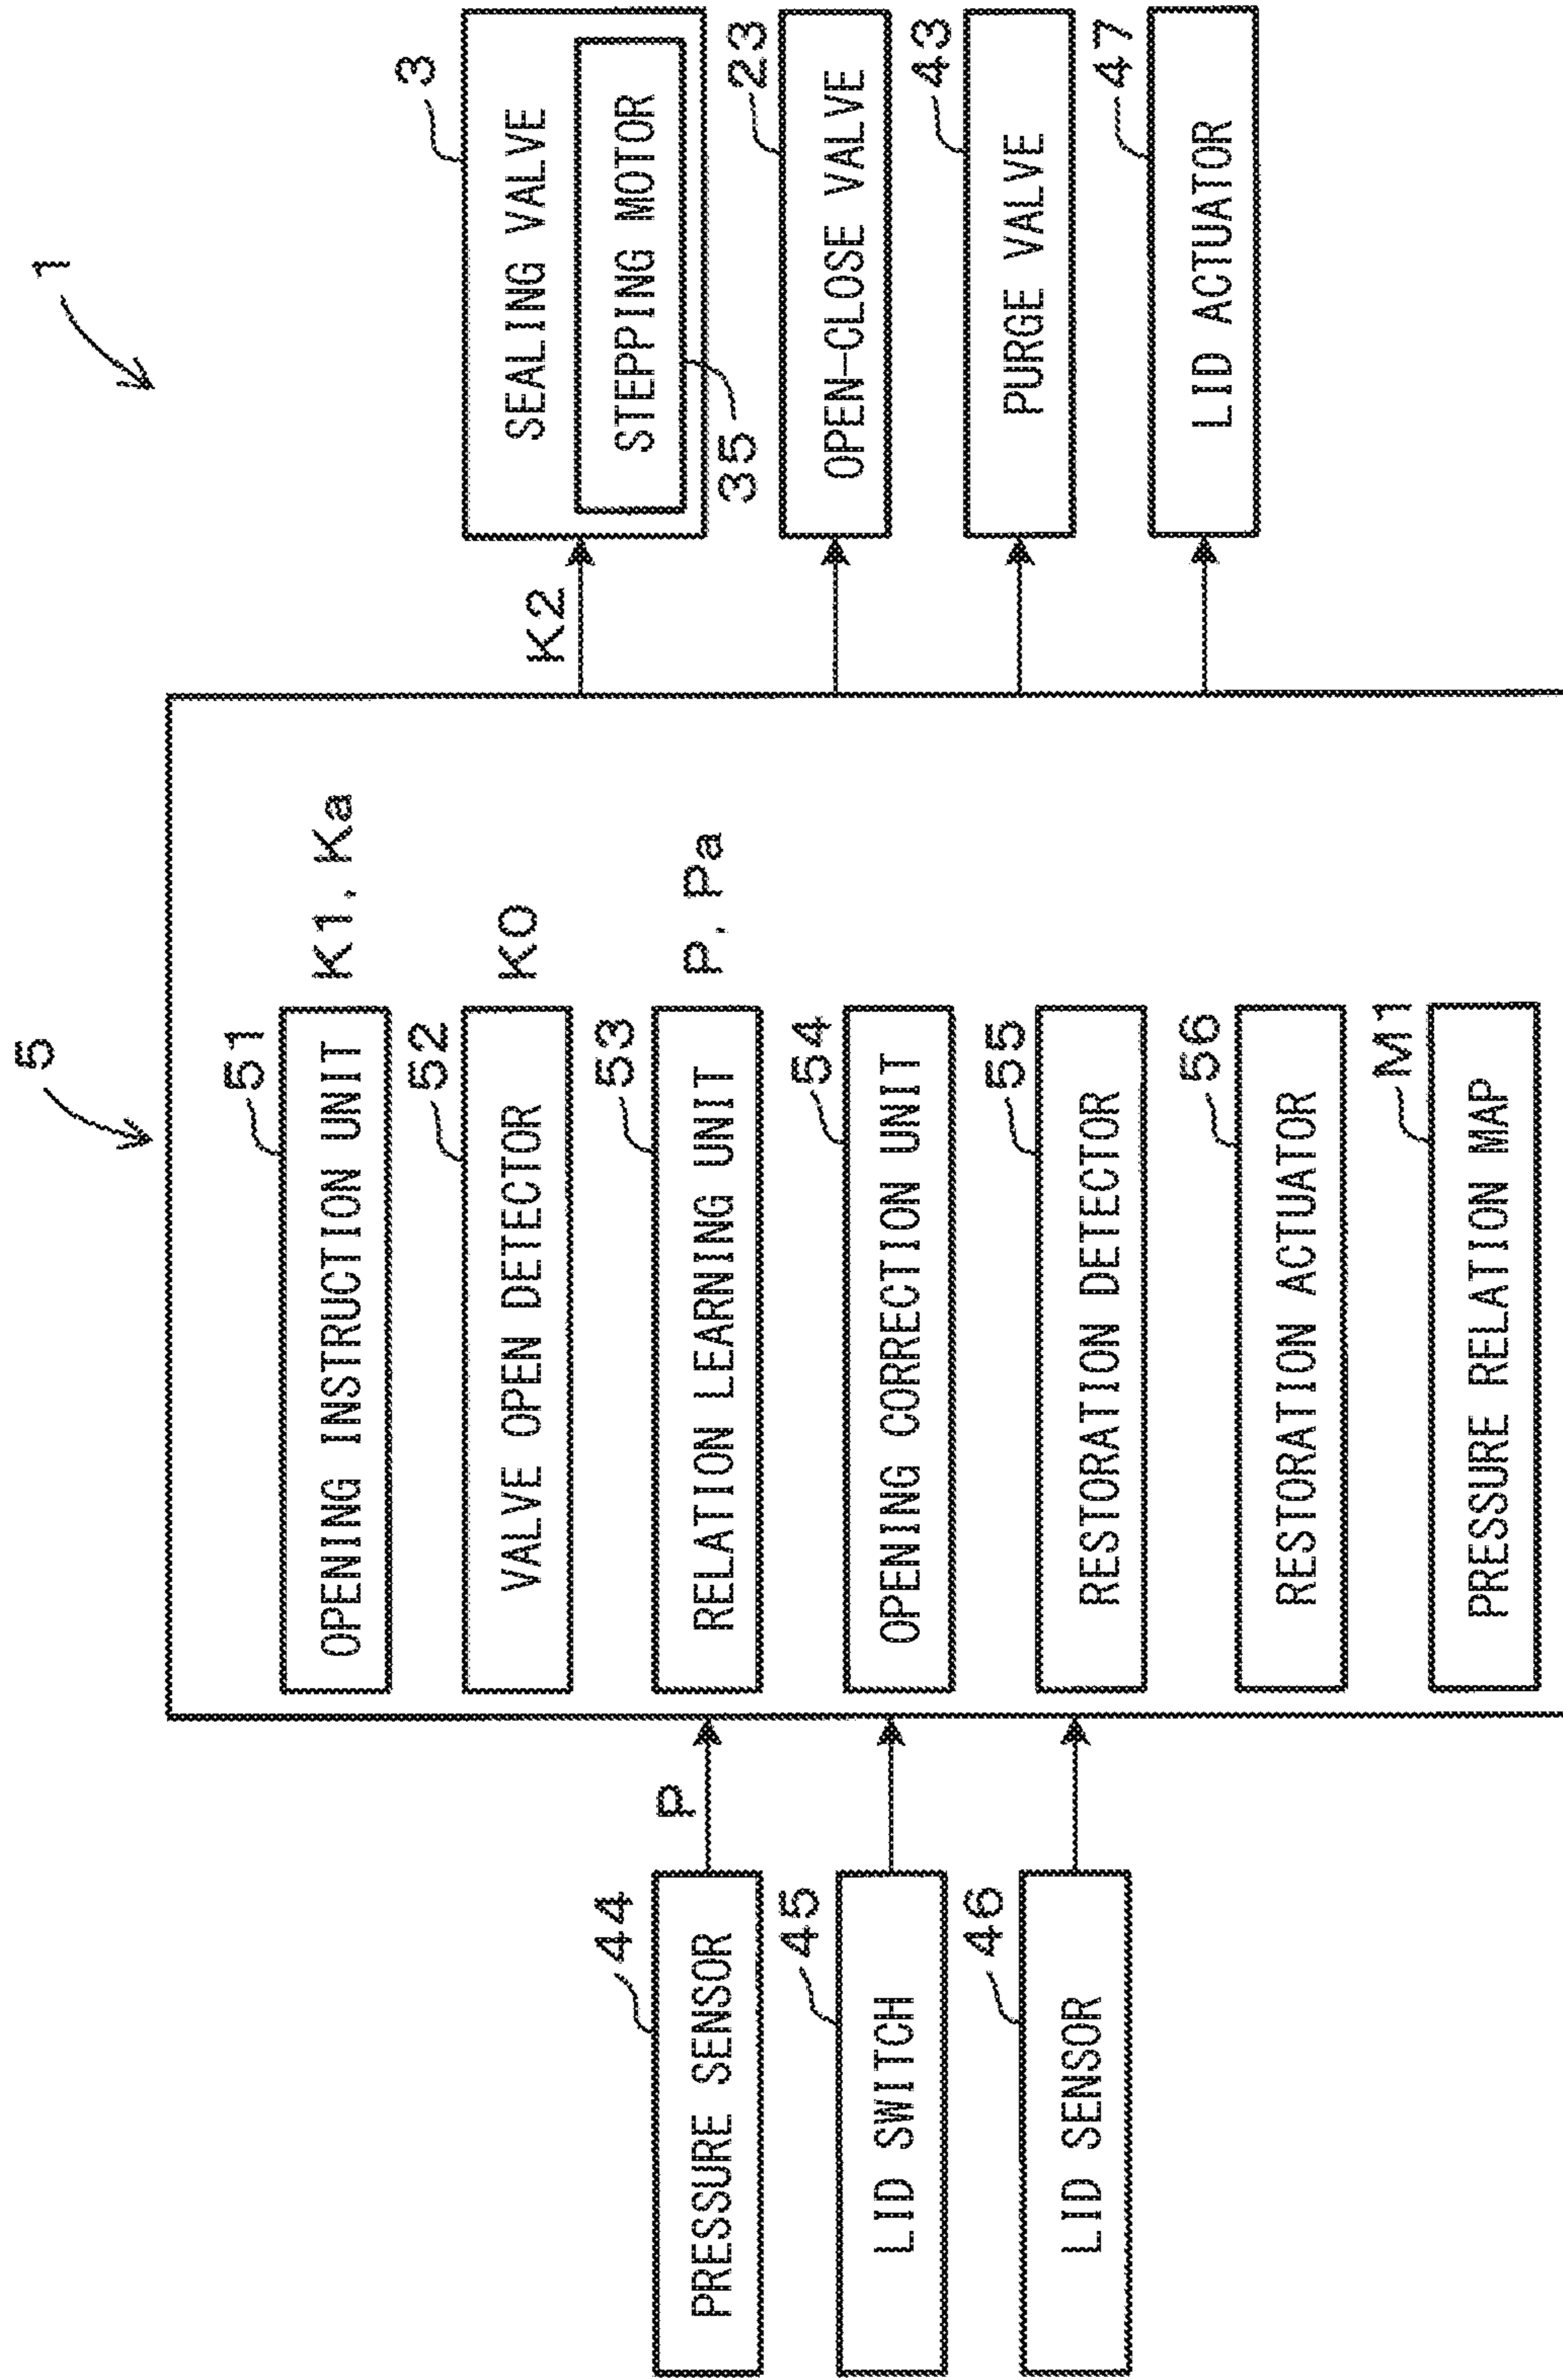 1
5
PRESSURE SENSOR
44
P
LID SWITCH
45
LID SENSOR
46
OPENING INSTRUCTION UNIT
51
K1, Ka
VALVE OPEN DETECTOR
52
K0
RELATION LEARNING UNIT
53
P, Pa
OPENING CORRECTION UNIT
54
RESTORATION DETECTOR
55
RESTORATION ACTUATOR
56
PRESSURE RELATION MAP
M1
K2
SEALING VALVE
3
STEPPING MOTOR
35
OPEN-CLOSE VALVE
23
PURGE VALVE
43
LID ACTUATOR
47